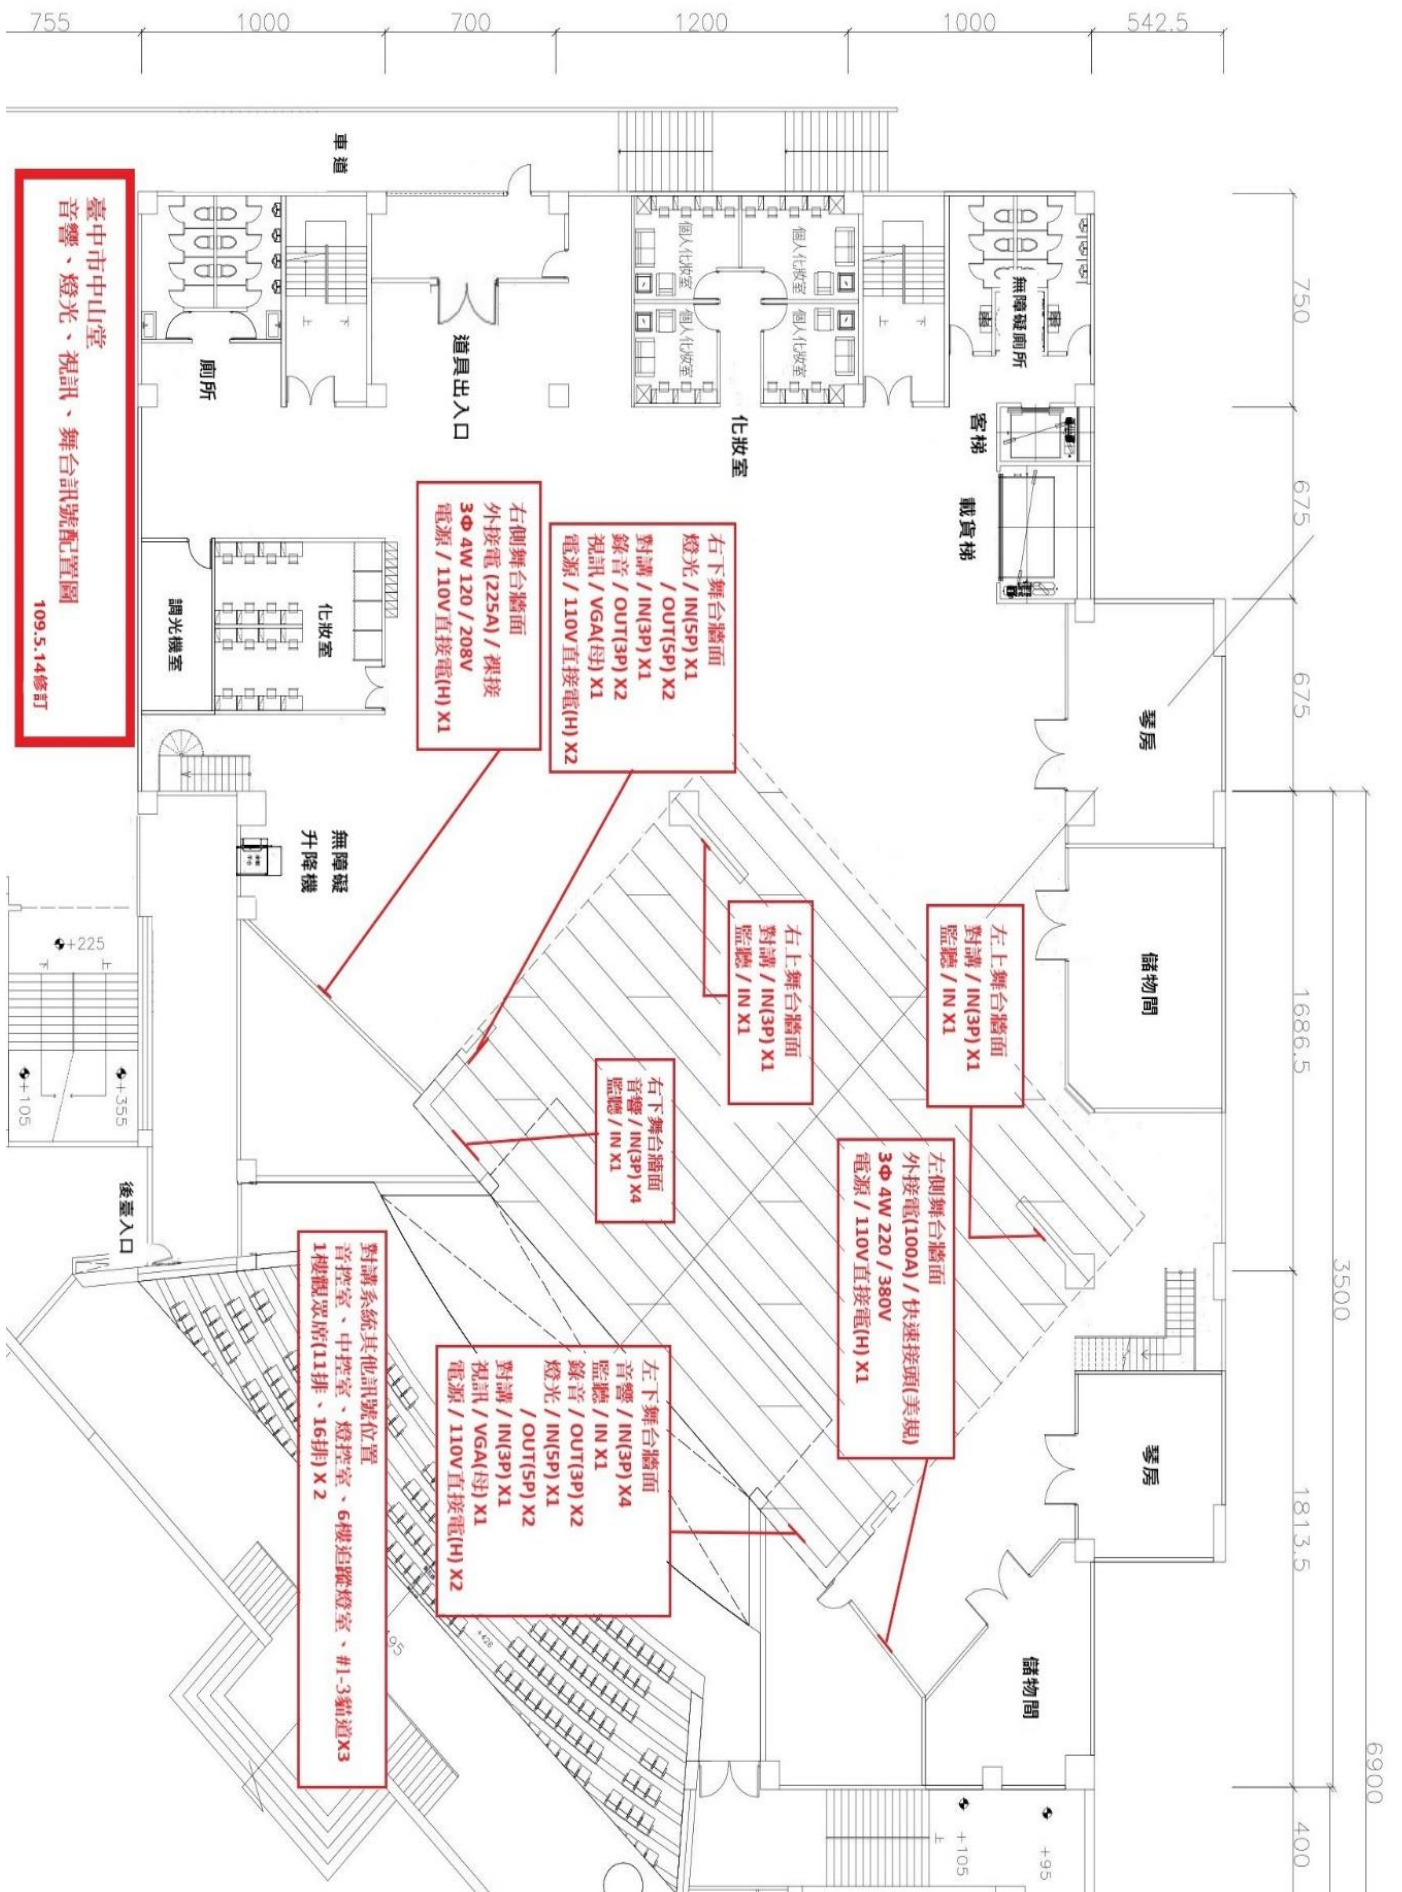 臺中市中山堂
音響、燈光、視訊、舞台訊號配置圖
109.5.14修訂
755
1000
700
1200
1000
542.5
750
675
675
1686.5
1813.5
400
3500
6900
車道
廁所
上
下
道具出入口
個人化妝室
個人化妝室
個人化妝室
個人化妝室
化妝室
上
下
無障礙廁所
客梯
載貨梯
琴房
儲物間
琴房
儲物間
調光機室
化妝室
無障礙
升降機
+225
下
上
+355
+105
後臺入口
右側舞台牆面
外接電 (225A) / 裸接
3Φ 4W 120 / 208V
電源 / 110V直接電(H) X1
右下舞台牆面
燈光 / IN(5P) X1
/ OUT(5P) X2
對講 / IN(3P) X1
錄音 / OUT(3P) X2
視訊 / VGA(母) X1
電源 / 110V直接電(H) X2
右上舞台牆面
對講 / IN(3P) X1
監聽 / IN X1
左上舞台牆面
對講 / IN(3P) X1
監聽 / IN X1
右下舞台牆面
音響 / IN(3P) X4
監聽 / IN X1
左側舞台牆面
外接電(100A) / 快速接頭(美規)
3Φ 4W 220 / 380V
電源 / 110V直接電(H) X1
左下舞台牆面
音響 / IN(3P) X4
監聽 / IN X1
錄音 / OUT(3P) X2
燈光 / IN(5P) X1
/ OUT(5P) X2
對講 / IN(3P) X1
視訊 / VGA(母) X1
電源 / 110V直接電(H) X2
對講系統其他訊號位置
音控室、中控室、燈控室、6樓追蹤燈室、#1-3貓道X3
1樓觀眾席(11排、16排) X 2
+428
95
上
+105
+95